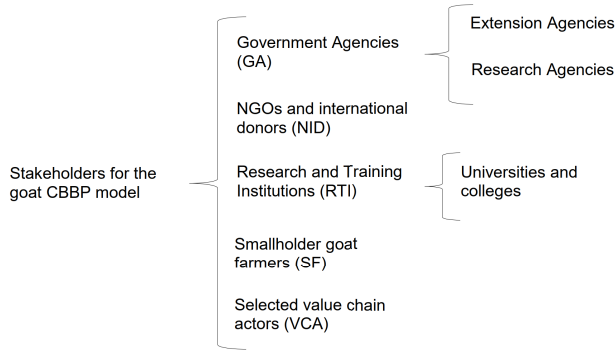 Extension Agencies
Government Agencies
(GA)
Research Agencies
NGOs and international
donors (NID)
Stakeholders for the
goat CBBP model
Research and Training
Institutions (RTI)
Universities and
colleges
Smallholder goat
farmers (SF)
Selected value chain
actors (VCA)